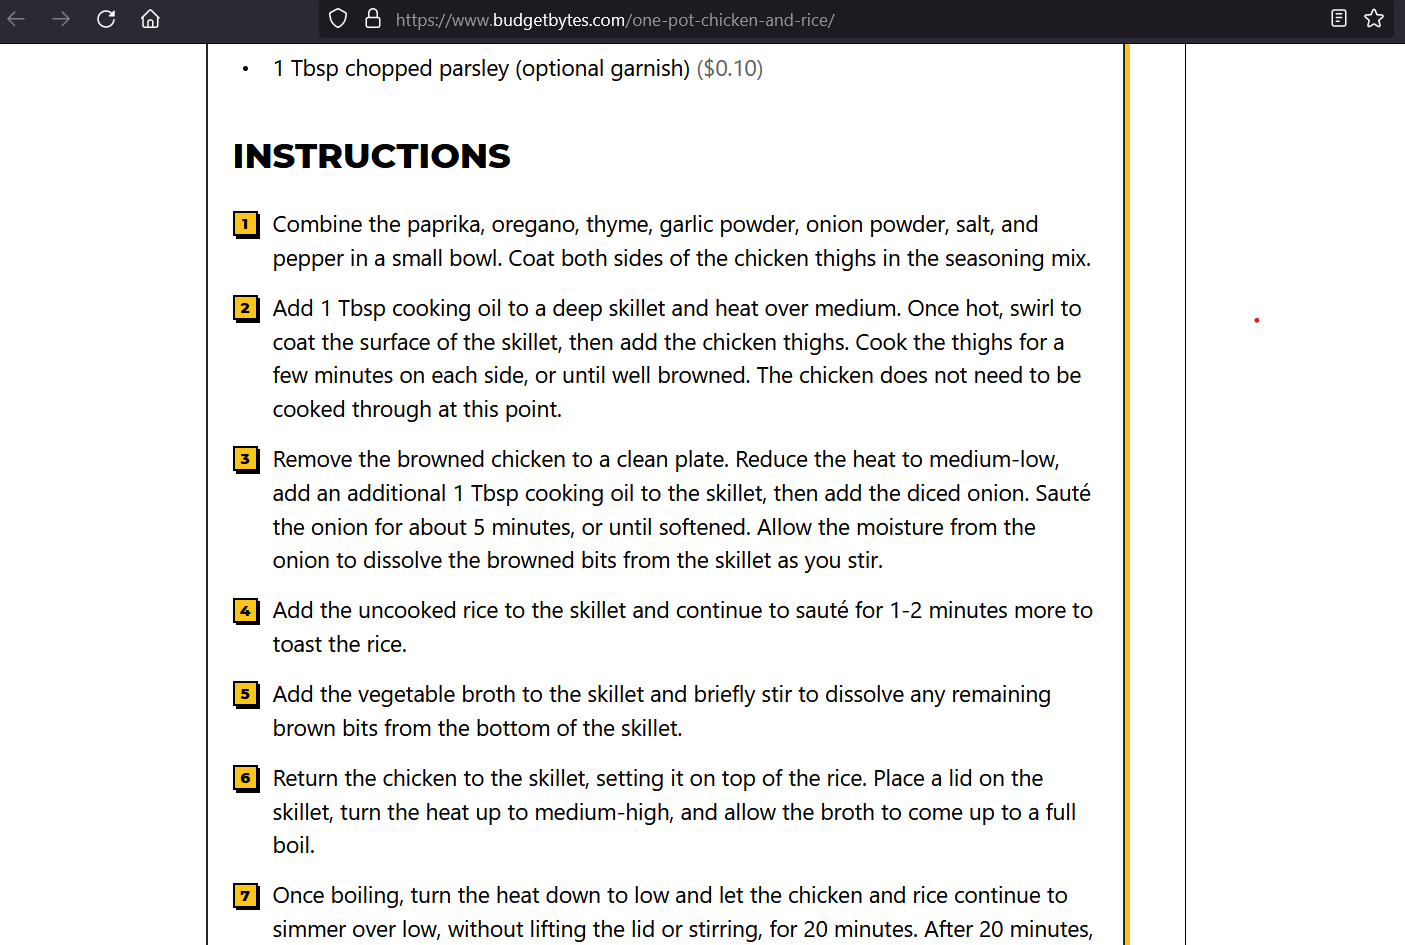 https://www.budgetbytes.com/one-pot-chicken-and-rice/
• 1 Tbsp chopped parsley (optional garnish) ($0.10)
INSTRUCTIONS
1 Combine the paprika, oregano, thyme, garlic powder, onion powder, salt, and
pepper in a small bowl. Coat both sides of the chicken thighs in the seasoning mix.
2 Add 1 Tbsp cooking oil to a deep skillet and heat over medium. Once hot, swirl to
coat the surface of the skillet, then add the chicken thighs. Cook the thighs for a
few minutes on each side, or until well browned. The chicken does not need to be
cooked through at this point.
3 Remove the browned chicken to a clean plate. Reduce the heat to medium-low,
add an additional 1 Tbsp cooking oil to the skillet, then add the diced onion. Sauté
the onion for about 5 minutes, or until softened. Allow the moisture from the
onion to dissolve the browned bits from the skillet as you stir.
4 Add the uncooked rice to the skillet and continue to sauté for 1-2 minutes more to
toast the rice.
5 Add the vegetable broth to the skillet and briefly stir to dissolve any remaining
brown bits from the bottom of the skillet.
6 Return the chicken to the skillet, setting it on top of the rice. Place a lid on the
skillet, turn the heat up to medium-high, and allow the broth to come up to a full
boil.
7 Once boiling, turn the heat down to low and let the chicken and rice continue to
simmer over low, without lifting the lid or stirring, for 20 minutes. After 20 minutes,